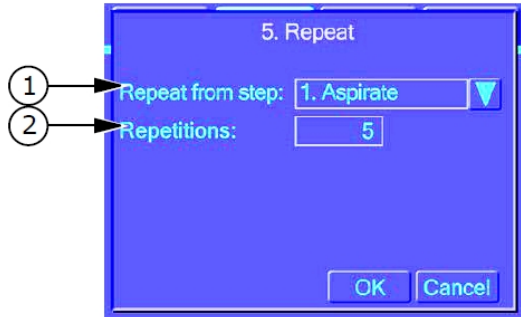 5. Repeat
1 Repeat from step: 1. Aspirate
2 Repetitions: 5
OK Cancel